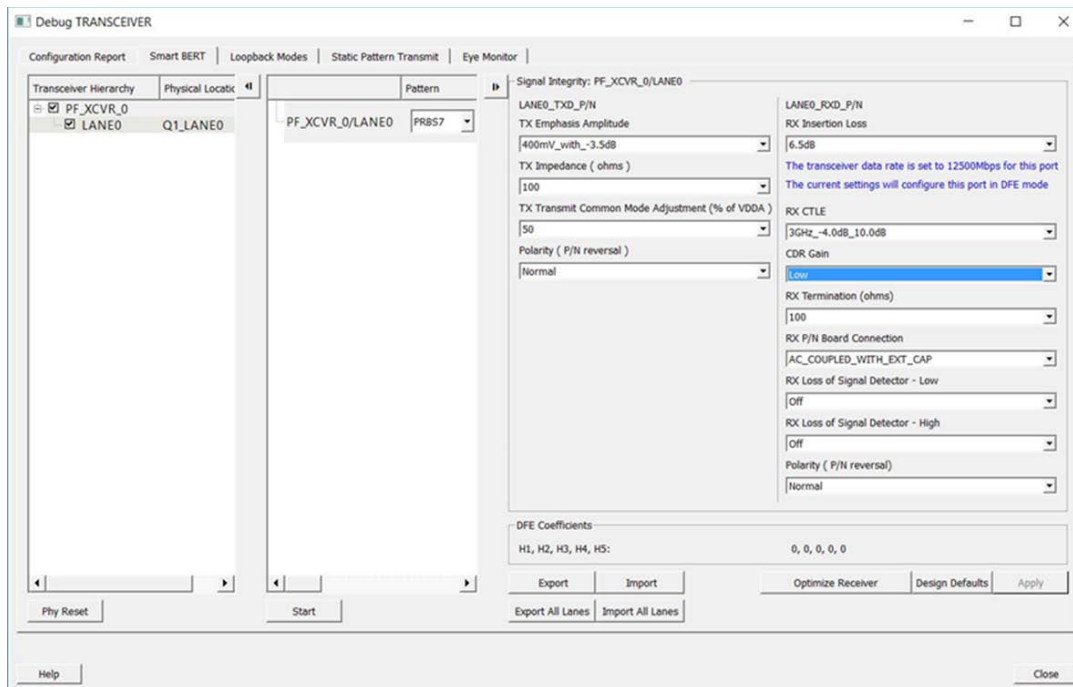 Debug TRANSCEIVER
Configuration Report
Smart BERT
Loopback Modes
Static Pattern Transmit
Eye Monitor
Transceiver Hierarchy
Physical Locatic
PF_XCVR_0
LANE0
Q1_LANE0
Phy Reset
Pattern
PF_XCVR_0/LANE0
PRBS7
Start
Signal Integrity: PF_XCVR_0/LANE0
LANE0_TXD_P/N
TX Emphasis Amplitude
400mV_with_-3.5dB
TX Impedance ( ohms )
100
TX Transmit Common Mode Adjustment (% of VDDA )
50
Polarity ( P/N reversal )
Normal
LANE0_RXD_P/N
RX Insertion Loss
6.5dB
The transceiver data rate is set to 12500Mbps for this port
The current settings will configure this port in DFE mode
RX CTLE
3GHz_-4.0dB_10.0dB
CDR Gain
Low
RX Termination (ohms)
100
RX P/N Board Connection
AC_COUPLED_WITH_EXT_CAP
RX Loss of Signal Detector - Low
Off
RX Loss of Signal Detector - High
Off
Polarity ( P/N reversal)
Normal
DFE Coefficients
H1, H2, H3, H4, H5:
0, 0, 0, 0, 0
Export
Import
Optimize Receiver
Design Defaults
Apply
Export All Lanes
Import All Lanes
Help
Close